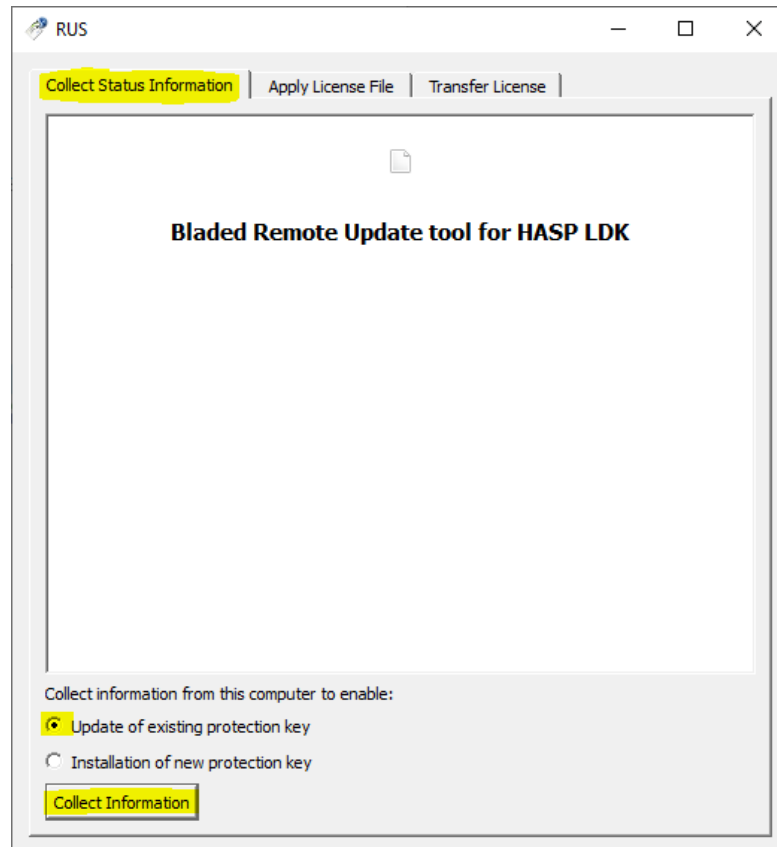 RUS
Collect Status Information Apply License File Transfer License
Bladed Remote Update tool for HASP LDK
Collect information from this computer to enable:
Update of existing protection key
Installation of new protection key
Collect Information